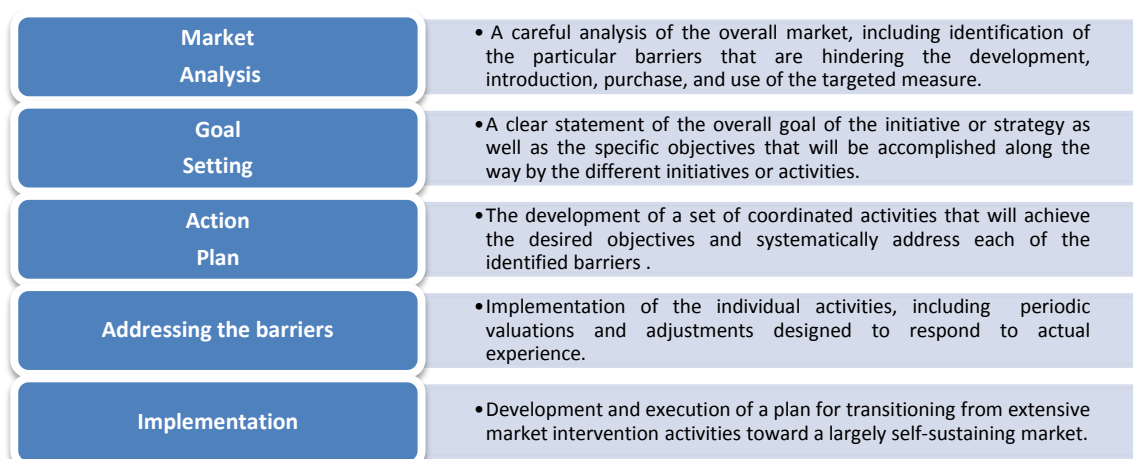 Market
Analysis
• A careful analysis of the overall market, including identification of
the particular barriers that are hindering the development,
introduction, purchase, and use of the targeted measure.
Goal
Setting
•A clear statement of the overall goal of the initiative or strategy as
well as the specific objectives that will be accomplished along the
way by the different initiatives or activities.
Action
Plan
•The development of a set of coordinated activities that will achieve
the desired objectives and systematically address each of the
identified barriers .
Addressing the barriers
•Implementation of the individual activities, including periodic
valuations and adjustments designed to respond to actual
experience.
Implementation
•Development and execution of a plan for transitioning from extensive
market intervention activities toward a largely self-sustaining market.